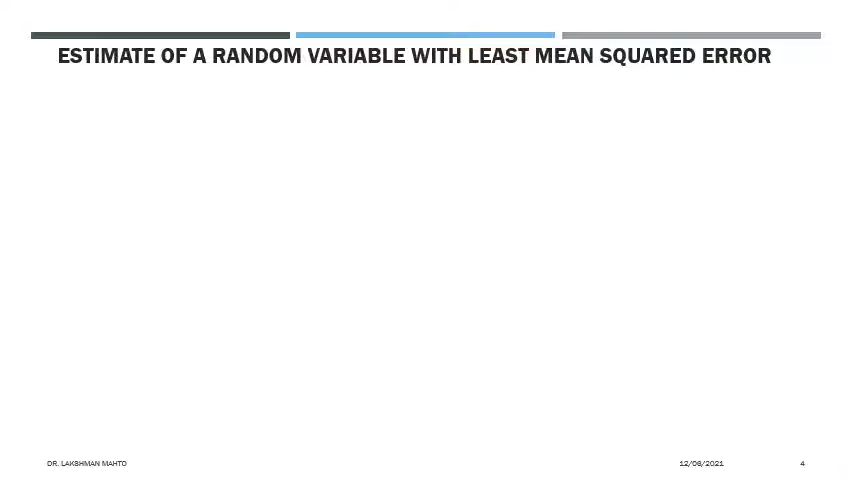 ESTIMATE OF A RANDOM VARIABLE WITH LEAST MEAN SQUARED ERROR
DR. LAKSHMAN MAHTO 12/08/2021 4